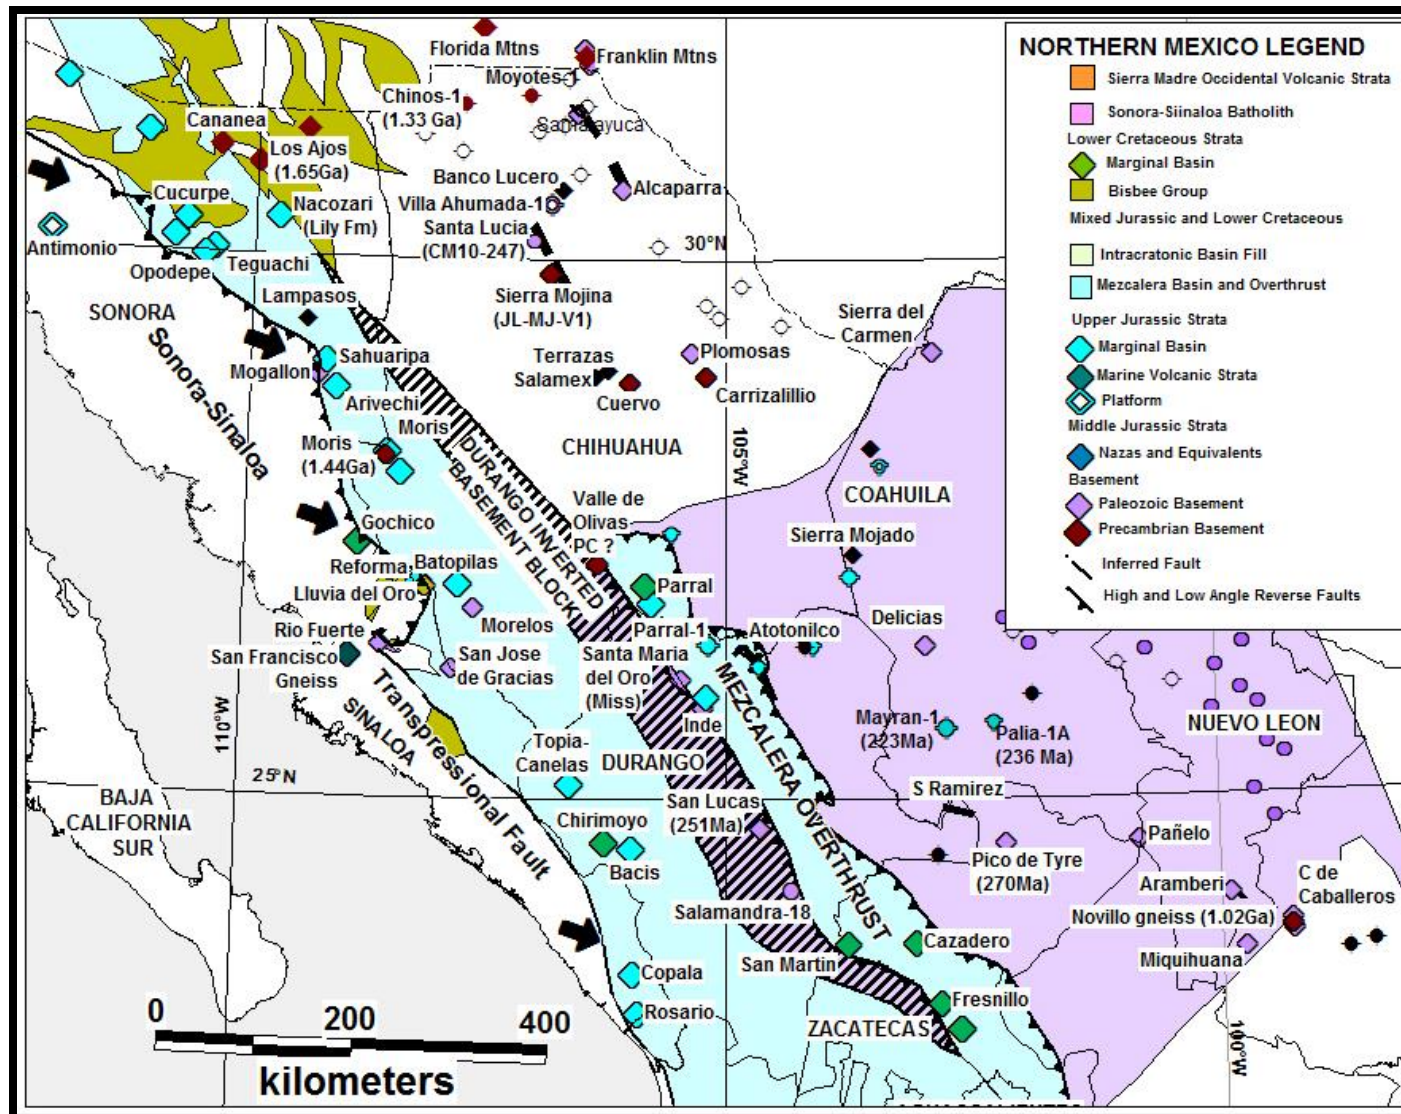 NORTHERN MEXICO LEGEND
Sierra Madre Occidental Volcanic Strata
Sonora-Siinaloa Batholith
Lower Cretaceous Strata
Marginal Basin
Bisbee Group
Mixed Jurassic and Lower Cretaceous
Intracratonic Basin Fill
Mezcalera Basin and Overthrust
Upper Jurassic Strata
Marginal Basin
Marine Volcanic Strata
Platform
Middle Jurassic Strata
Nazas and Equivalents
Basement
Paleozoic Basement
Precambrian Basement
Inferred Fault
High and Low Angle Reverse Faults
Florida Mtns
Franklin Mtns
Moyotes-1
Chinos-1
(1.33 Ga)
Samalayuca
Cananea
Los Ajos
(1.65Ga)
Banco Lucero
Alcaparra
Villa Ahumada-1
Cucurpe
Nacozari
(Lily Fm)
Santa Lucia
(CM10-247)
30°N
Antimonio
Opodepe
Teguachi
Lampasos
Sierra Mojina
(JL-MJ-V1)
SONORA
Sierra del
Carmen
Sonora-Sinaloa
Transpressional Fault
Sahuaripa
Mogallon
Arivechi
Terrazas
Salamex
Plomosas
Cuervo
Carrizalillio
Moris
Moris
(1.44Ga)
CHIHUAHUA
105°W
DURANGO INVERTED
BASEMENT BLOCK
COAHUILA
Valle de
Olivas
PC ?
Gochico
Sierra Mojado
Reforma
Batopilas
Lluvia del Oro
Parral
Morelos
Delicias
Rio Fuerte
Parral-1
Atotonilco
San Francisco
Gneiss
San Jose
de Gracias
Santa Maria
del Oro
(Miss)
MEZCALERA OVERTHRUST
110°W
SINALOA
Inde
Mayran-1
(223Ma)
Palia-1A
(236 Ma)
NUEVO LEON
Topia-
Canelas
DURANGO
25°N
BAJA
CALIFORNIA
SUR
S Ramirez
San Lucas
(251Ma)
Chirimoyo
Bacis
Pico de Tyre
(270Ma)
Pañelo
Aramberi
C de
Caballeros
Salamandra-18
Novillo gneiss (1.02Ga)
Cazadero
Miquihuana
San Martin
Copala
Rosario
Fresnillo
ZACATECAS
100°W
0
200
400
kilometers